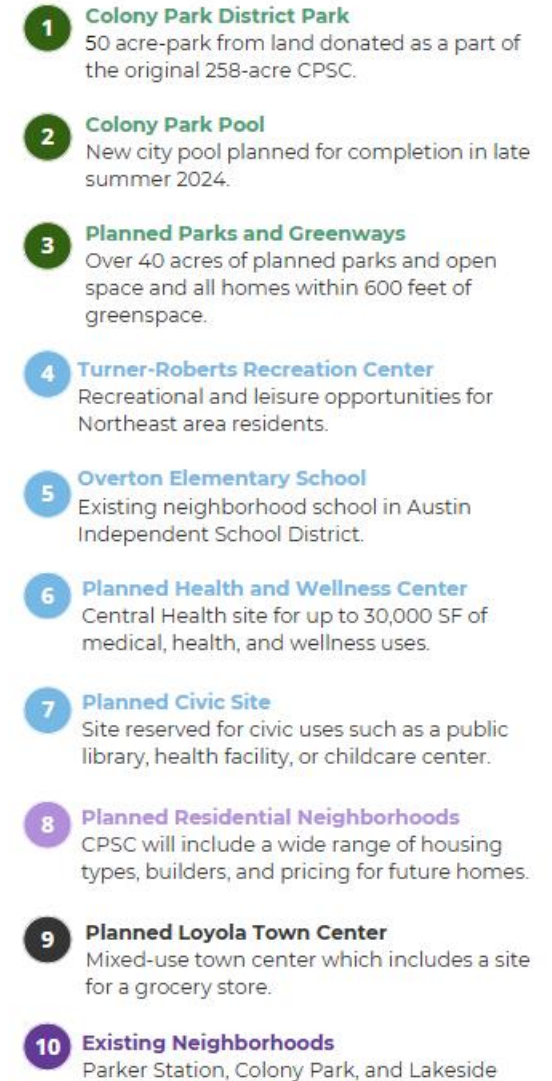 1
Colony Park District Park
50 acre-park from land donated as a part of
the original 258-acre CPSC.
2
Colony Park Pool
New city pool planned for completion in late
summer 2024.
3
Planned Parks and Greenways
Over 40 acres of planned parks and open
space and all homes within 600 feet of
greenspace.
4
Turner-Roberts Recreation Center
Recreational and leisure opportunities for
Northeast area residents.
5
Overton Elementary School
Existing neighborhood school in Austin
Independent School District.
6
Planned Health and Wellness Center
Central Health site for up to 30,000 SF of
medical, health, and wellness uses.
7
Planned Civic Site
Site reserved for civic uses such as a public
library, health facility, or childcare center.
8
Planned Residential Neighborhoods
CPSC will include a wide range of housing
types, builders, and pricing for future homes.
9
Planned Loyola Town Center
Mixed-use town center which includes a site
for a grocery store.
10
Existing Neighborhoods
Parker Station, Colony Park, and Lakeside